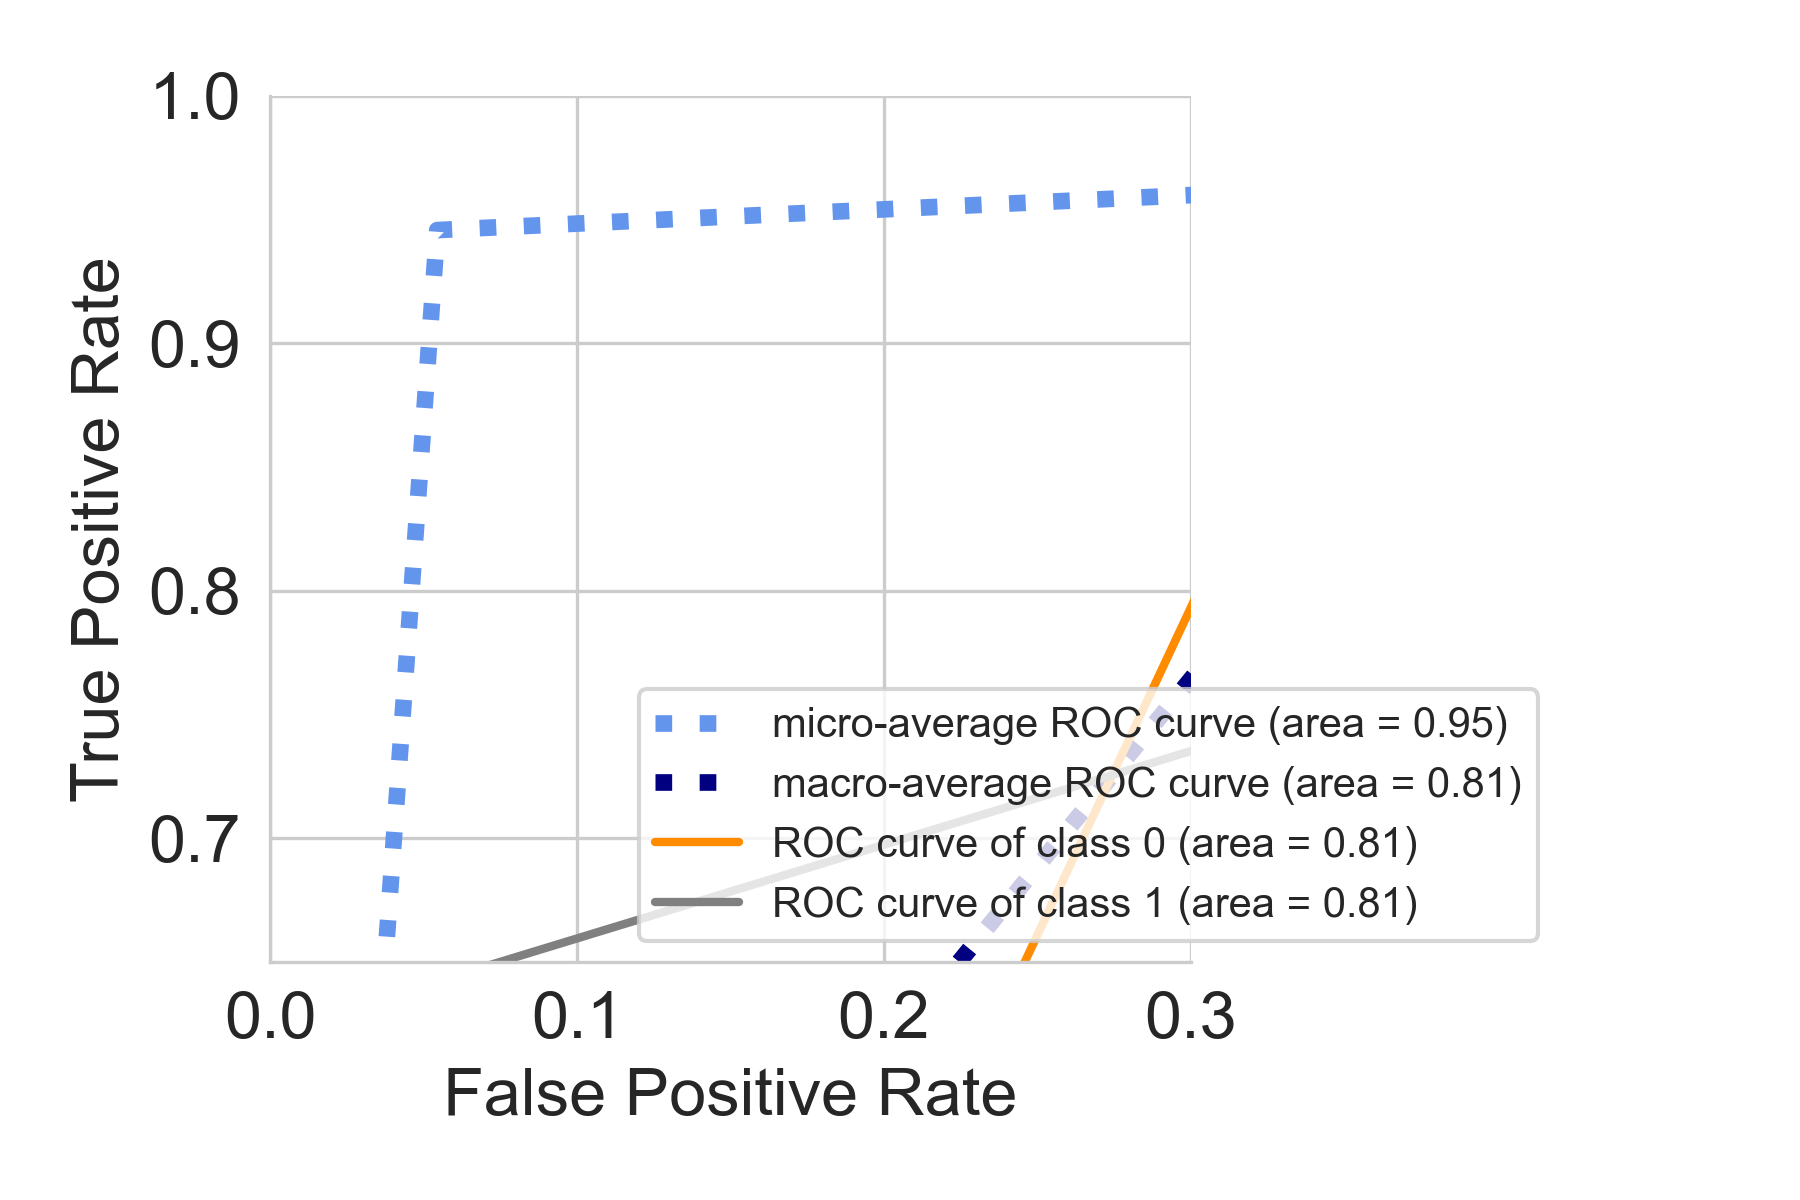 1.0
0.9
0.8
0.7
True Positive Rate
micro-average ROC curve (area = 0.95)
macro-average ROC curve (area = 0.81)
ROC curve of class 0 (area = 0.81)
ROC curve of class 1 (area = 0.81)
0.0 0.1 0.2 0.3
False Positive Rate